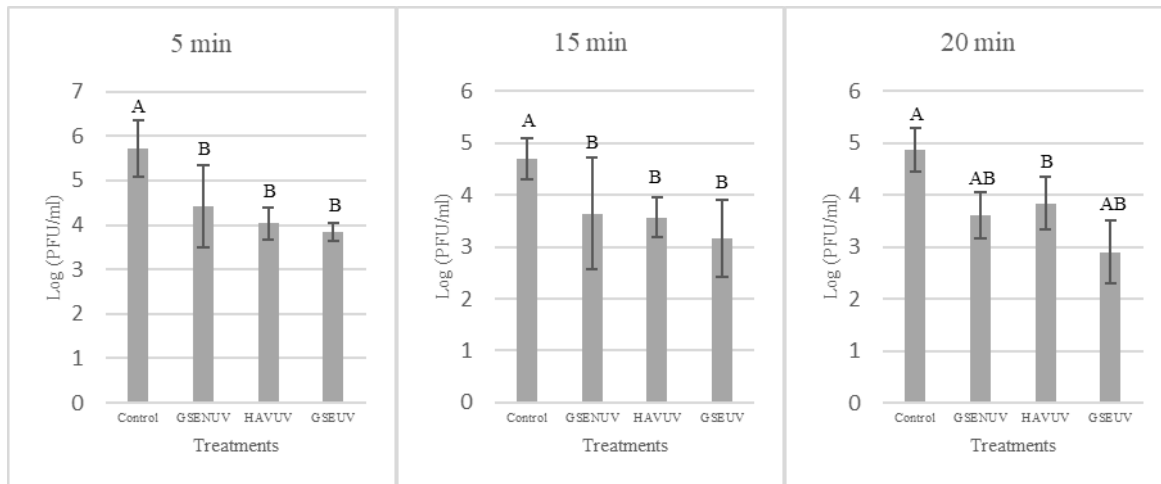 5 min
7
6
5
4
3
2
1
0
Log (PFU/ml)
A
B
B
B
Control GSENUV HAVUV GSEUV
Treatments
15 min
6
5
4
3
2
1
0
Log (PFU/ml)
A
B
B
B
Control GSENUV HAVUV GSEUV
Treatments
20 min
6
5
4
3
2
1
0
Log (PFU/ml)
A
AB
B
AB
Control GSENUV HAVUV GSEUV
Treatments